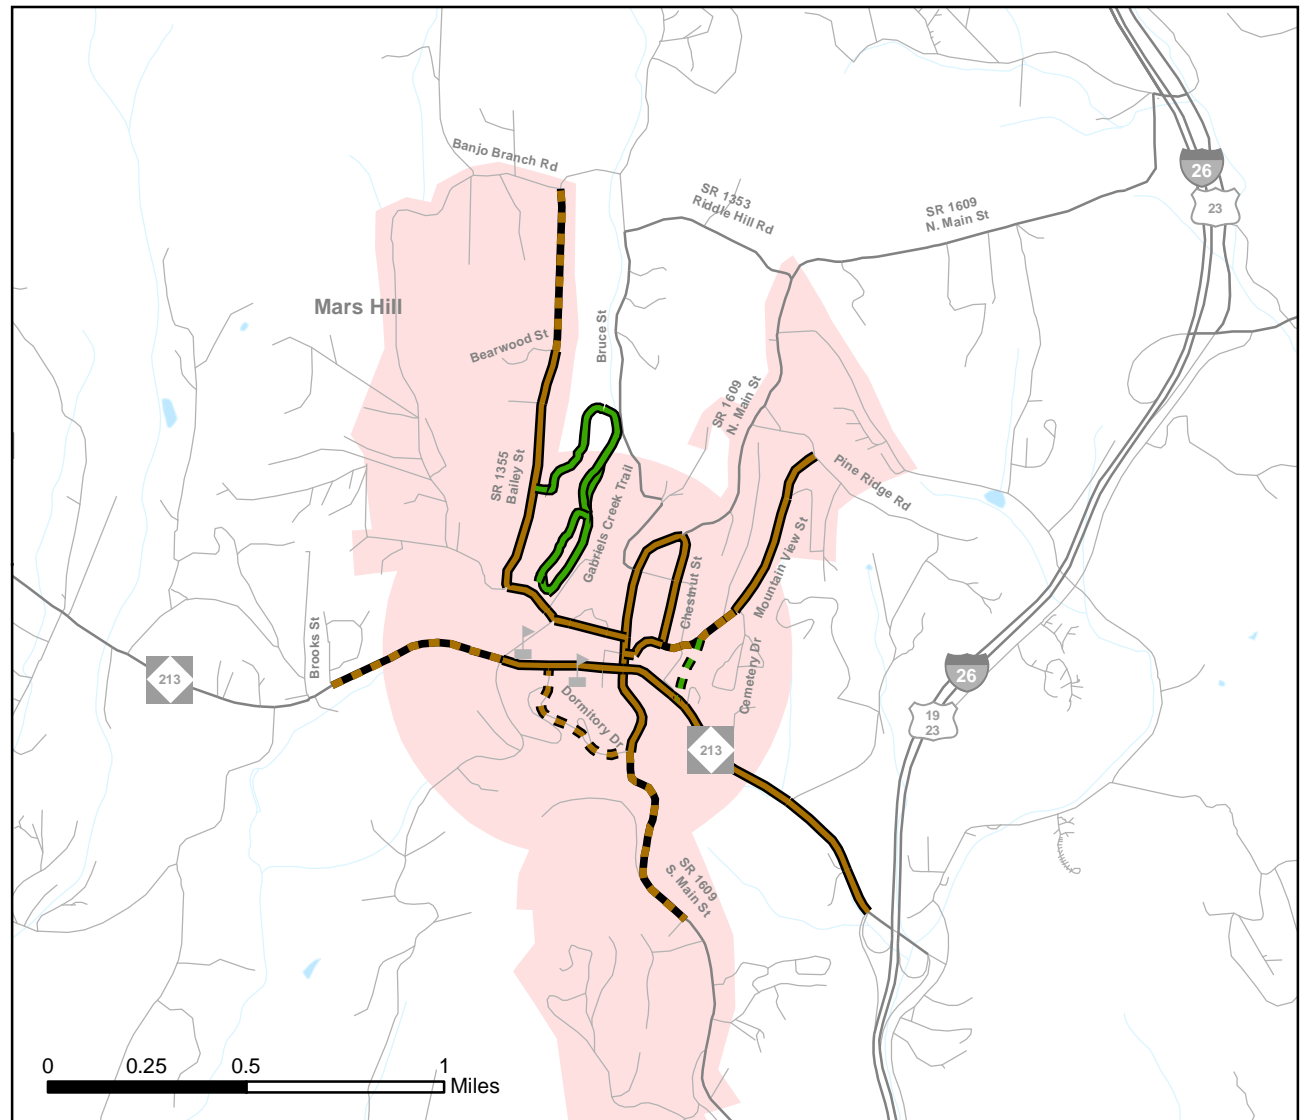 Banjo Branch Rd
SR 1353
Riddle Hill Rd
SR 1609
N. Main St
26
23
Mars Hill
Bearwood St
Bruce St
SR 1609
N. Main St
SR 1355
Bailey St
Pine Ridge Rd
Gabriels Creek Trail
Chestnut St
Mountain View St
Brooks St
Cemetery Dr
213
Dormitory Dr
26
19
23
213
SR 1609
S. Main St
0 0.25 0.5 1
Miles